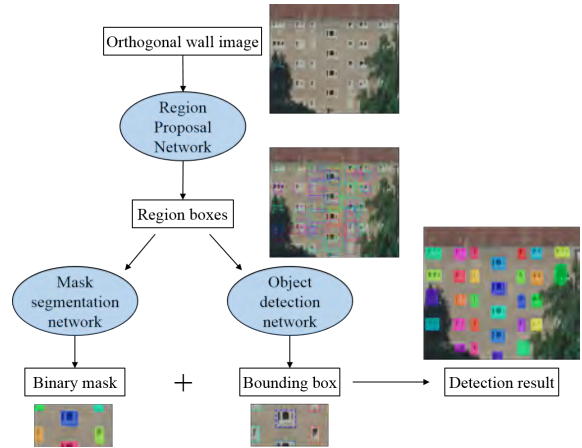 Orthogonal wall image
Region
Proposal
Network
Region boxes
Mask
segmentation
network
Object
detection
network
Binary mask
+
Bounding box
Detection result